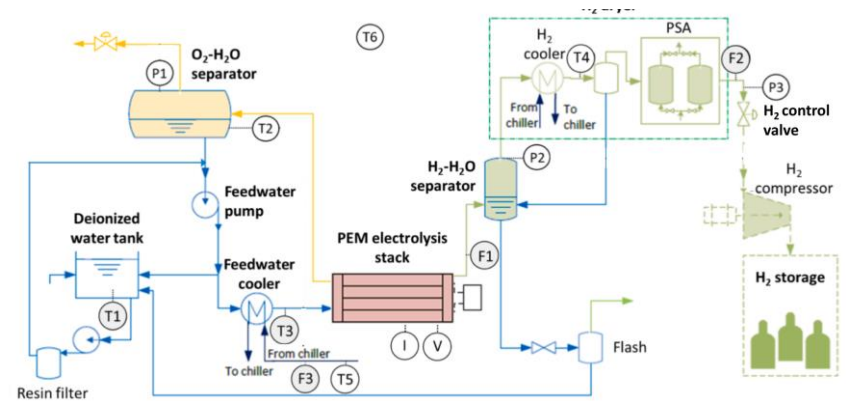 T6
O₂-H₂O
separator
P1
T2
H₂
cooler
T4
PSA
F2
P3
From
chiller
To
chiller
H₂ control
valve
P2
H₂-H₂O
separator
H₂
compressor
Feedwater
pump
Deionized
water tank
Feedwater
cooler
PEM electrolysis
stack
F1
H₂ storage
T1
T3
I
V
Flash
From chiller
To chiller
F3
T5
Resin filter